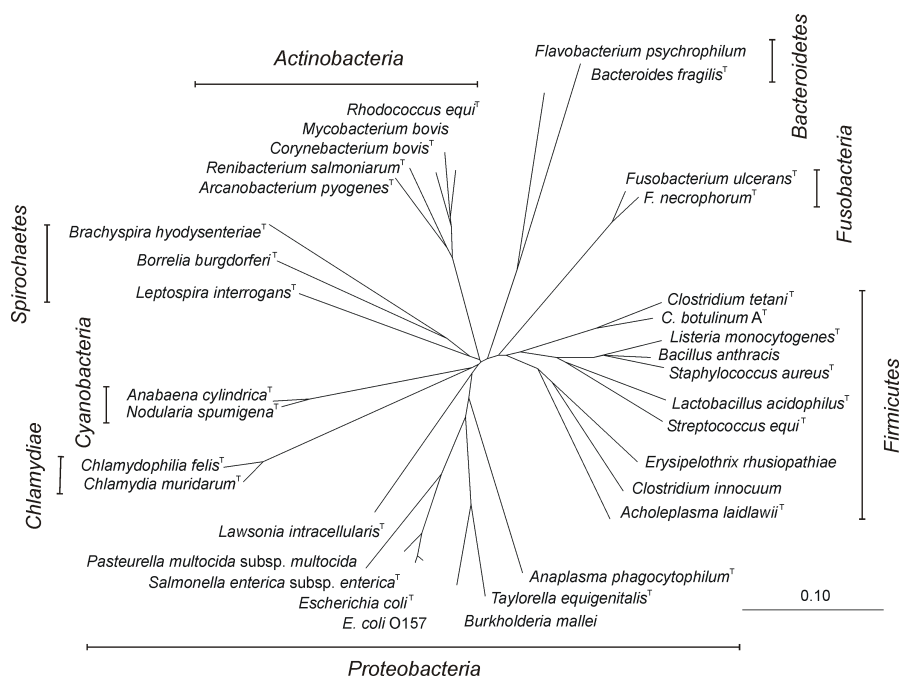 Actinobacteria
Rhodococcus equiᵀ
Mycobacterium bovis
Corynebacterium bovisᵀ
Renibacterium salmoniarumᵀ
Arcanobacterium pyogenesᵀ
Flavobacterium psychrophilum
Bacteroides fragilisᵀ
Bacteroidetes
Fusobacterium ulceransᵀ
F. necrophorumᵀ
Fusobacteria
Spirochaetes
Brachyspira hyodysenteriaeᵀ
Borrelia burgdorferiᵀ
Leptospira interrogansᵀ
Cyanobacteria
Anabaena cylindricaᵀ
Nodularia spumigenaᵀ
Chlamydiae
Chlamydophilia felisᵀ
Chlamydia muridarumᵀ
Clostridium tetaniᵀ
C. botulinum Aᵀ
Listeria monocytogenesᵀ
Bacillus anthracis
Staphylococcus aureusᵀ
Lactobacillus acidophilusᵀ
Streptococcus equiᵀ
Erysipelothrix rhusiopathiae
Clostridium innocuum
Acholeplasma laidlawiiᵀ
Firmicutes
Lawsonia intracellularisᵀ
Pasteurella multocida subsp. multocida
Salmonella enterica subsp. entericaᵀ
Escherichia coliᵀ
E. coli O157
Anaplasma phagocytophilumᵀ
Taylorella equigenitalisᵀ
Burkholderia mallei
0.10
Proteobacteria